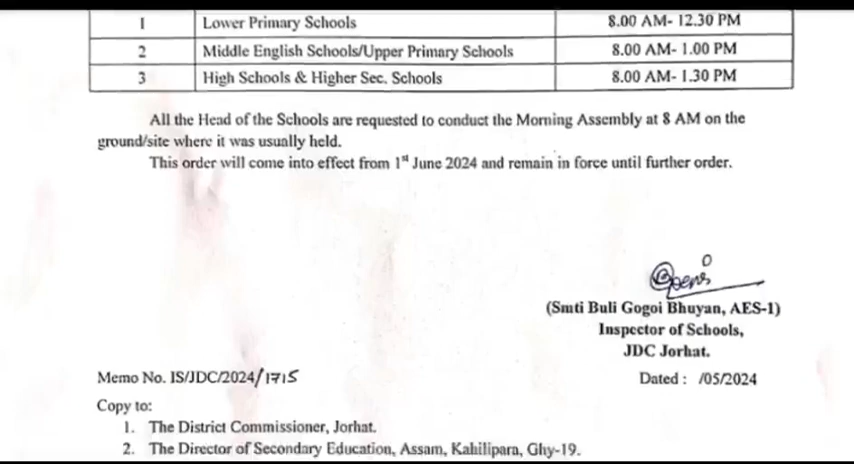 1 Lower Primary Schools 8.00 AM- 12.30 PM
2 Middle English Schools/Upper Primary Schools 8.00 AM- 1.00 PM
3 High Schools & Higher Sec. Schools 8.00 AM- 1.30 PM
All the Head of the Schools are requested to conduct the Morning Assembly at 8 AM on the
ground/site where it was usually held.
This order will come into effect from 1st June 2024 and remain in force until further order.
(Smti Buli Gogoi Bhuyan, AES-1)
Inspector of Schools,
JDC Jorhat.
Memo No. IS/JDC/2024/1715
Dated : /05/2024
Copy to:
1. The District Commissioner, Jorhat.
2. The Director of Secondary Education, Assam, Kahilipara, Ghy-19.